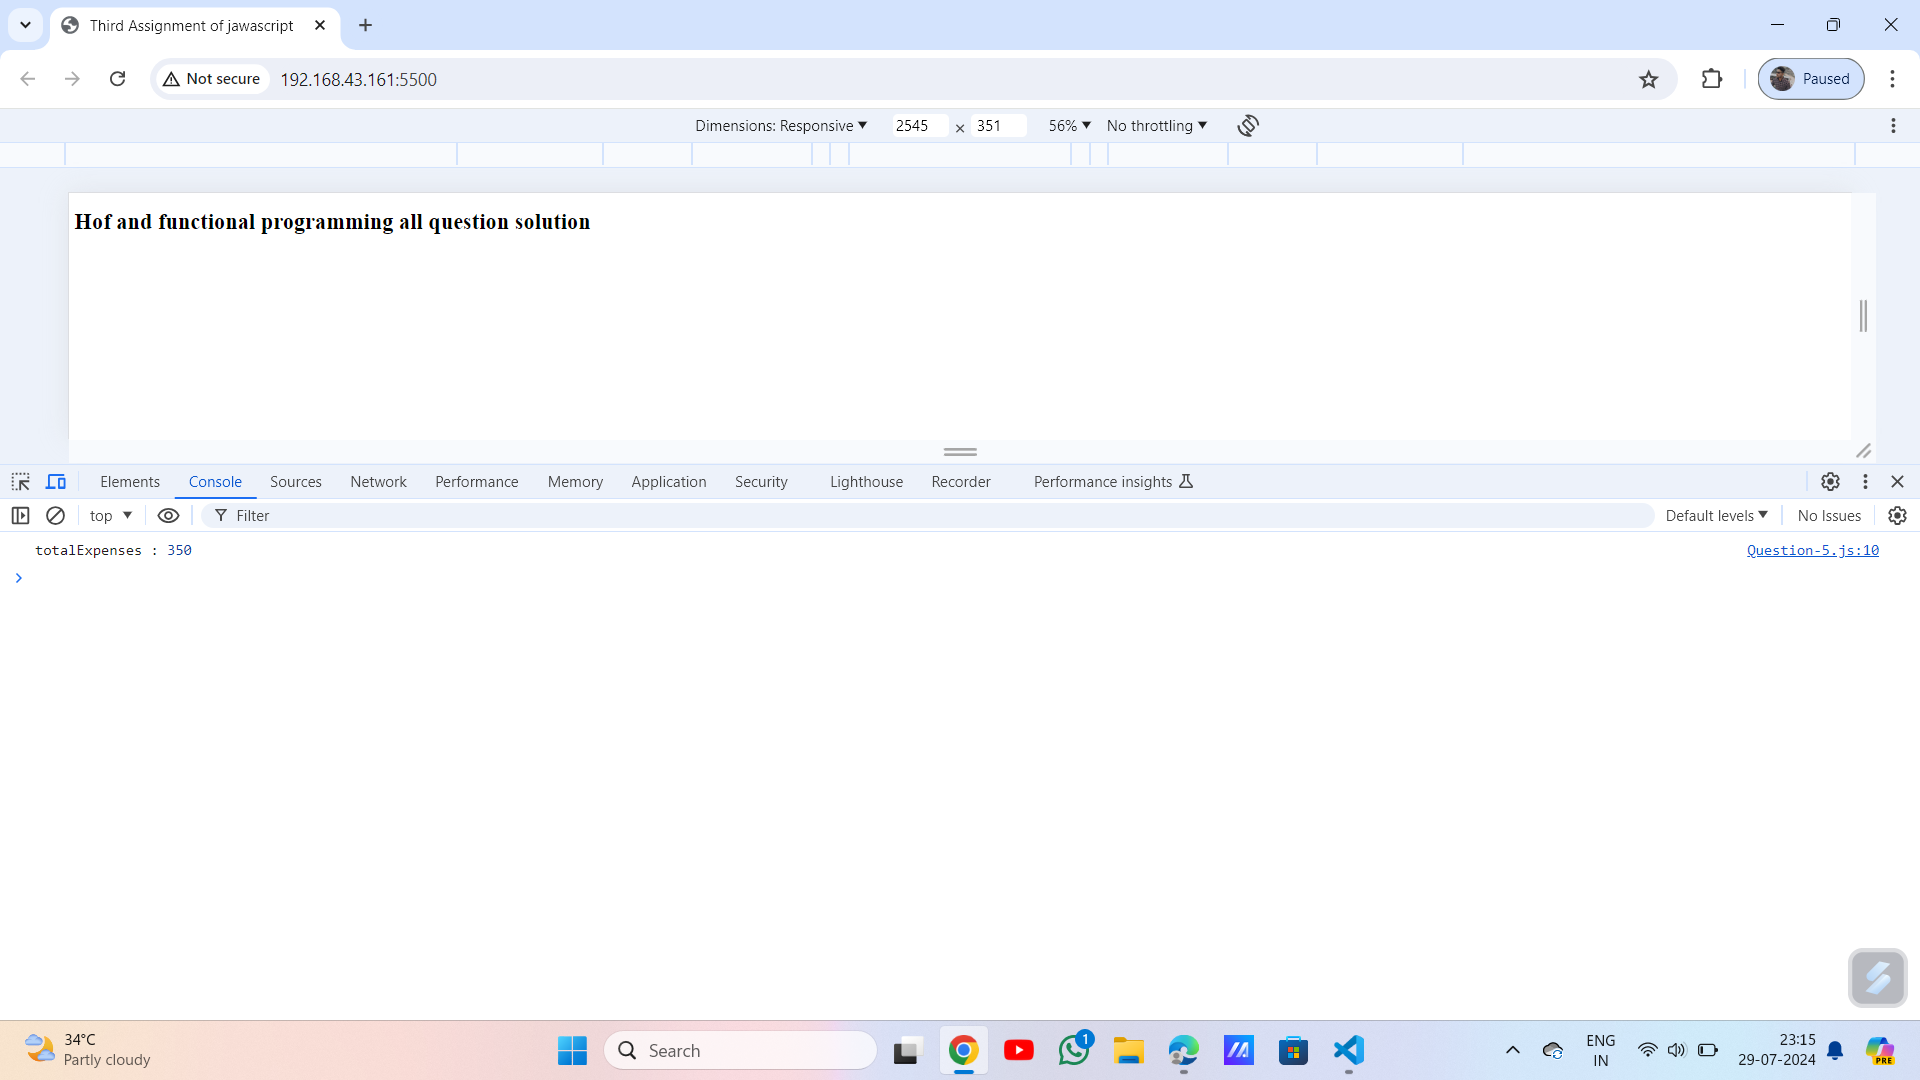 Third Assignment of jawascript
Not secure
192.168.43.161:5500
Paused
Dimensions: Responsive
2545
×
351
56%
No throttling
Hof and functional programming all question solution
Elements
Console
Sources
Network
Performance
Memory
Application
Security
Lighthouse
Recorder
Performance insights
top
Filter
Default levels
No Issues
totalExpenses : 350
Question-5.js:10
34°C
Partly cloudy
Search
1
ENG
IN
23:15
29-07-2024
PRE